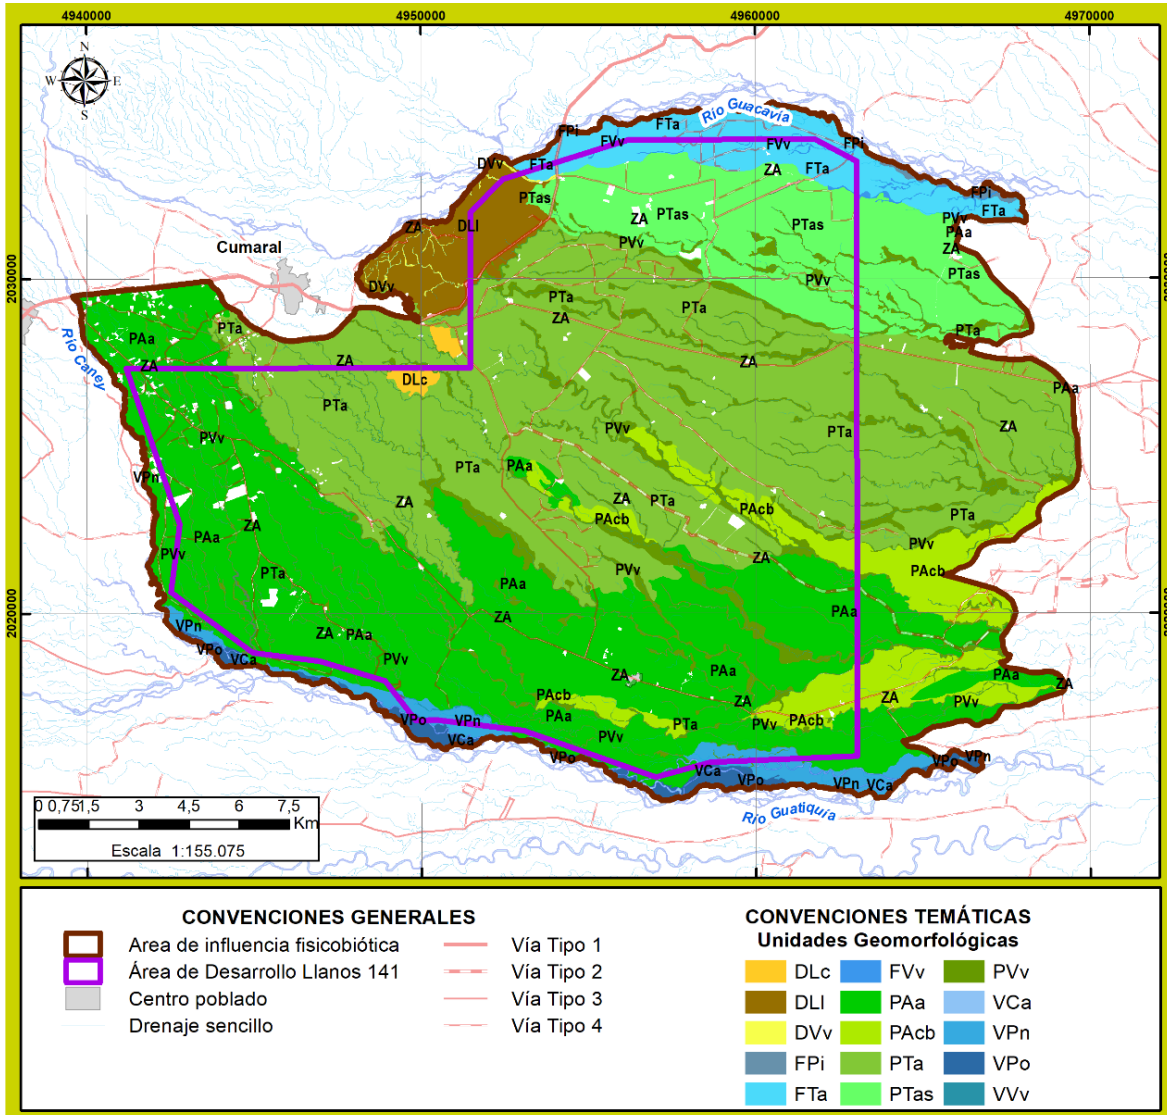 4940000 4950000 4960000 4970000
N
W E
S
Río Guacavía
FTa
FPi
FVv
FVv
FPi
DVv
FTa
FTa
ZA
FPi
PTas
FTa
ZA
DLI
ZA
PTas
PTas
PVv
PAa
Cumaral
PVv
ZA
DVv
PVv
PTas
2030000
PTa
PTa
PTa
ZA
PTa
PAa
Río Caney
ZA
ZA
ZA
DLc
PAa
PTa
PVv
PVv
PTa
ZA
PTa
PAa
VPn
ZA
ZA
PTa
PAcb
PAcb
PTa
PAa
ZA
PVv
PVv
ZA
PVv
PTa
PAa
PAcb
2020000
VPn
ZA
PAa
ZA
PAa
VPo
VCa
PVv
ZA
PAa
PAa
ZA
PAcb
ZA
ZA
PVv
VPo
VPn
PAa
PTa
PVv
PAcb
VCa
PVv
VPo
VCa
VPo
VPn
VCa
VPo
VPn
Río Guatiquía
0 0,75 1,5 3 4,5 6 7,5
Km
Escala 1:155.075
CONVENCIONES GENERALES
Area de influencia fisicobiótica
Área de Desarrollo Llanos 141
Centro poblado
Drenaje sencillo
Vía Tipo 1
Vía Tipo 2
Vía Tipo 3
Vía Tipo 4
CONVENCIONES TEMÁTICAS
Unidades Geomorfológicas
DLc
DLI
DVv
FPi
FTa
FVv
PAa
PAcb
PTa
PTas
PVv
VCa
VPn
VPo
VVv